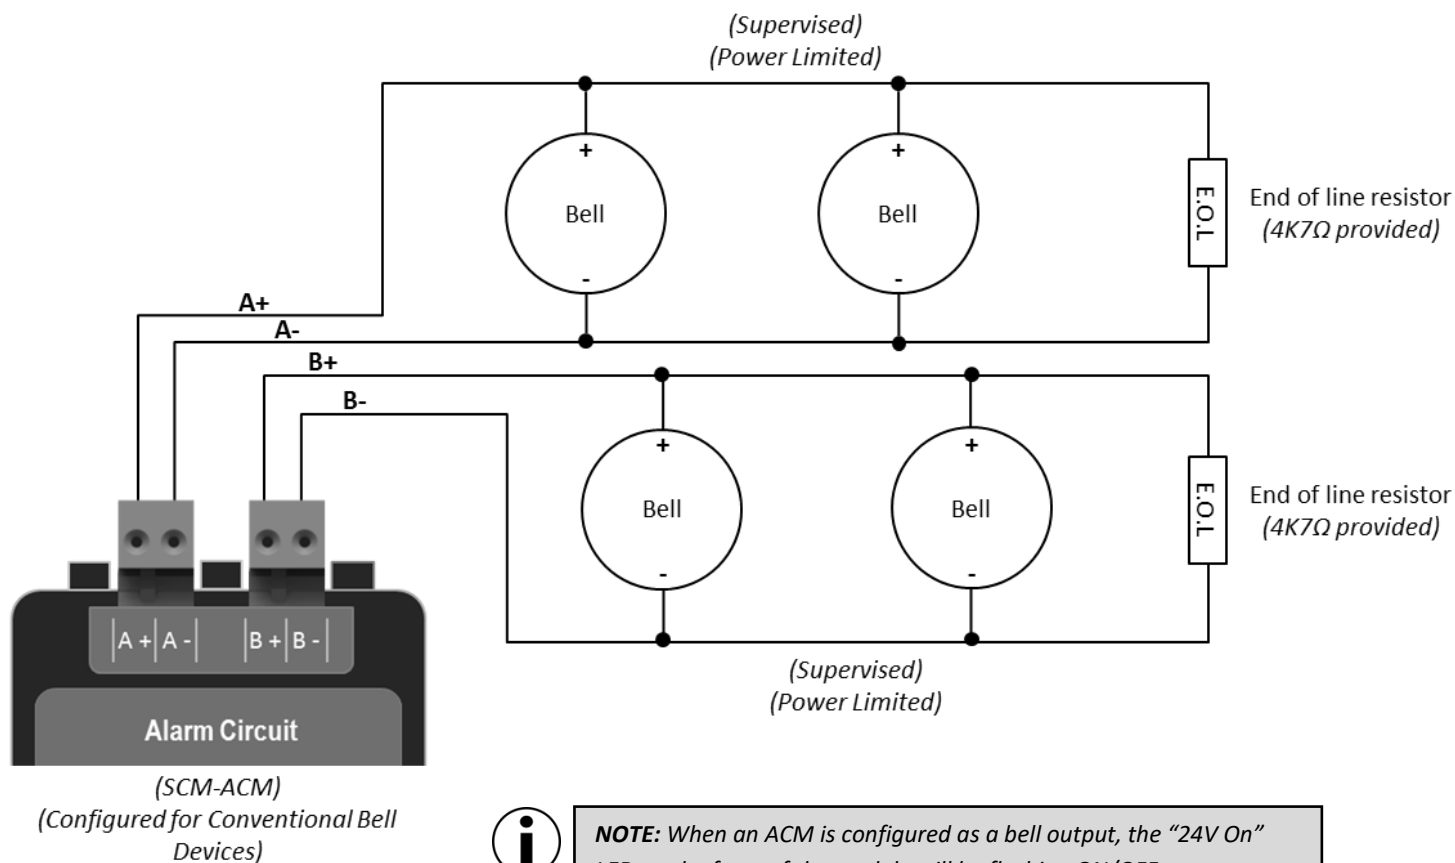 (Supervised)
(Power Limited)
+
Bell
-
+
Bell
-
E.O.L
End of line resistor
(4K7Ω provided)
A+
A-
B+
B-
+
Bell
-
+
Bell
-
E.O.L
End of line resistor
(4K7Ω provided)
(Supervised)
(Power Limited)
A + A - B + B -
Alarm Circuit
(SCM-ACM)
(Configured for Conventional Bell
Devices)
i
NOTE: When an ACM is configured as a bell output, the “24V On”